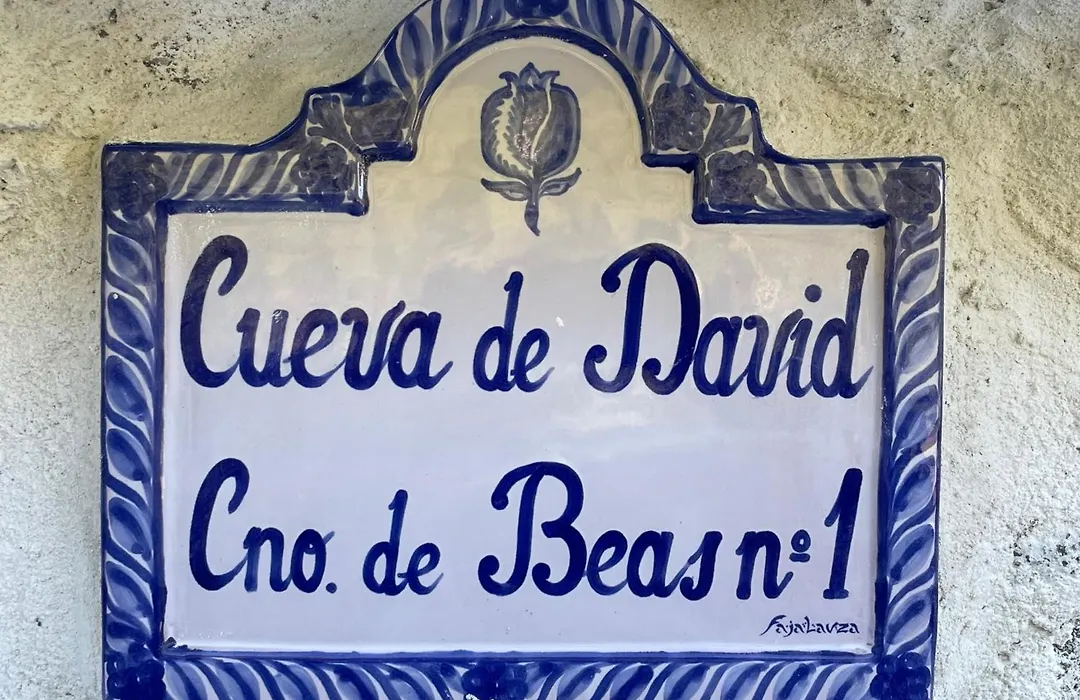 Cueva de David
Cno. de Beas nº 1
Fajalauza